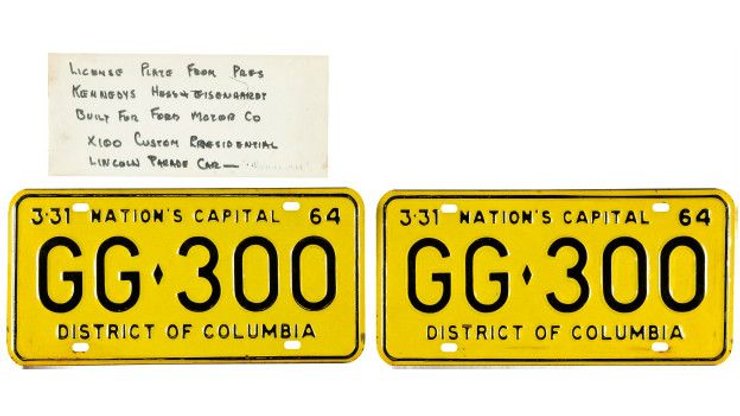 LICENSE PLATE FROM PRES
KENNEDYS HESS & EISENHARDT
BUILT FOR FORD MOTOR CO
X100 CUSTOM PRESIDENTIAL
LINCOLN PARADE CAR—
3·31 NATION'S CAPITAL 64
GG♦300
DISTRICT OF COLUMBIA
3·31 NATION'S CAPITAL 64
GG♦300
DISTRICT OF COLUMBIA